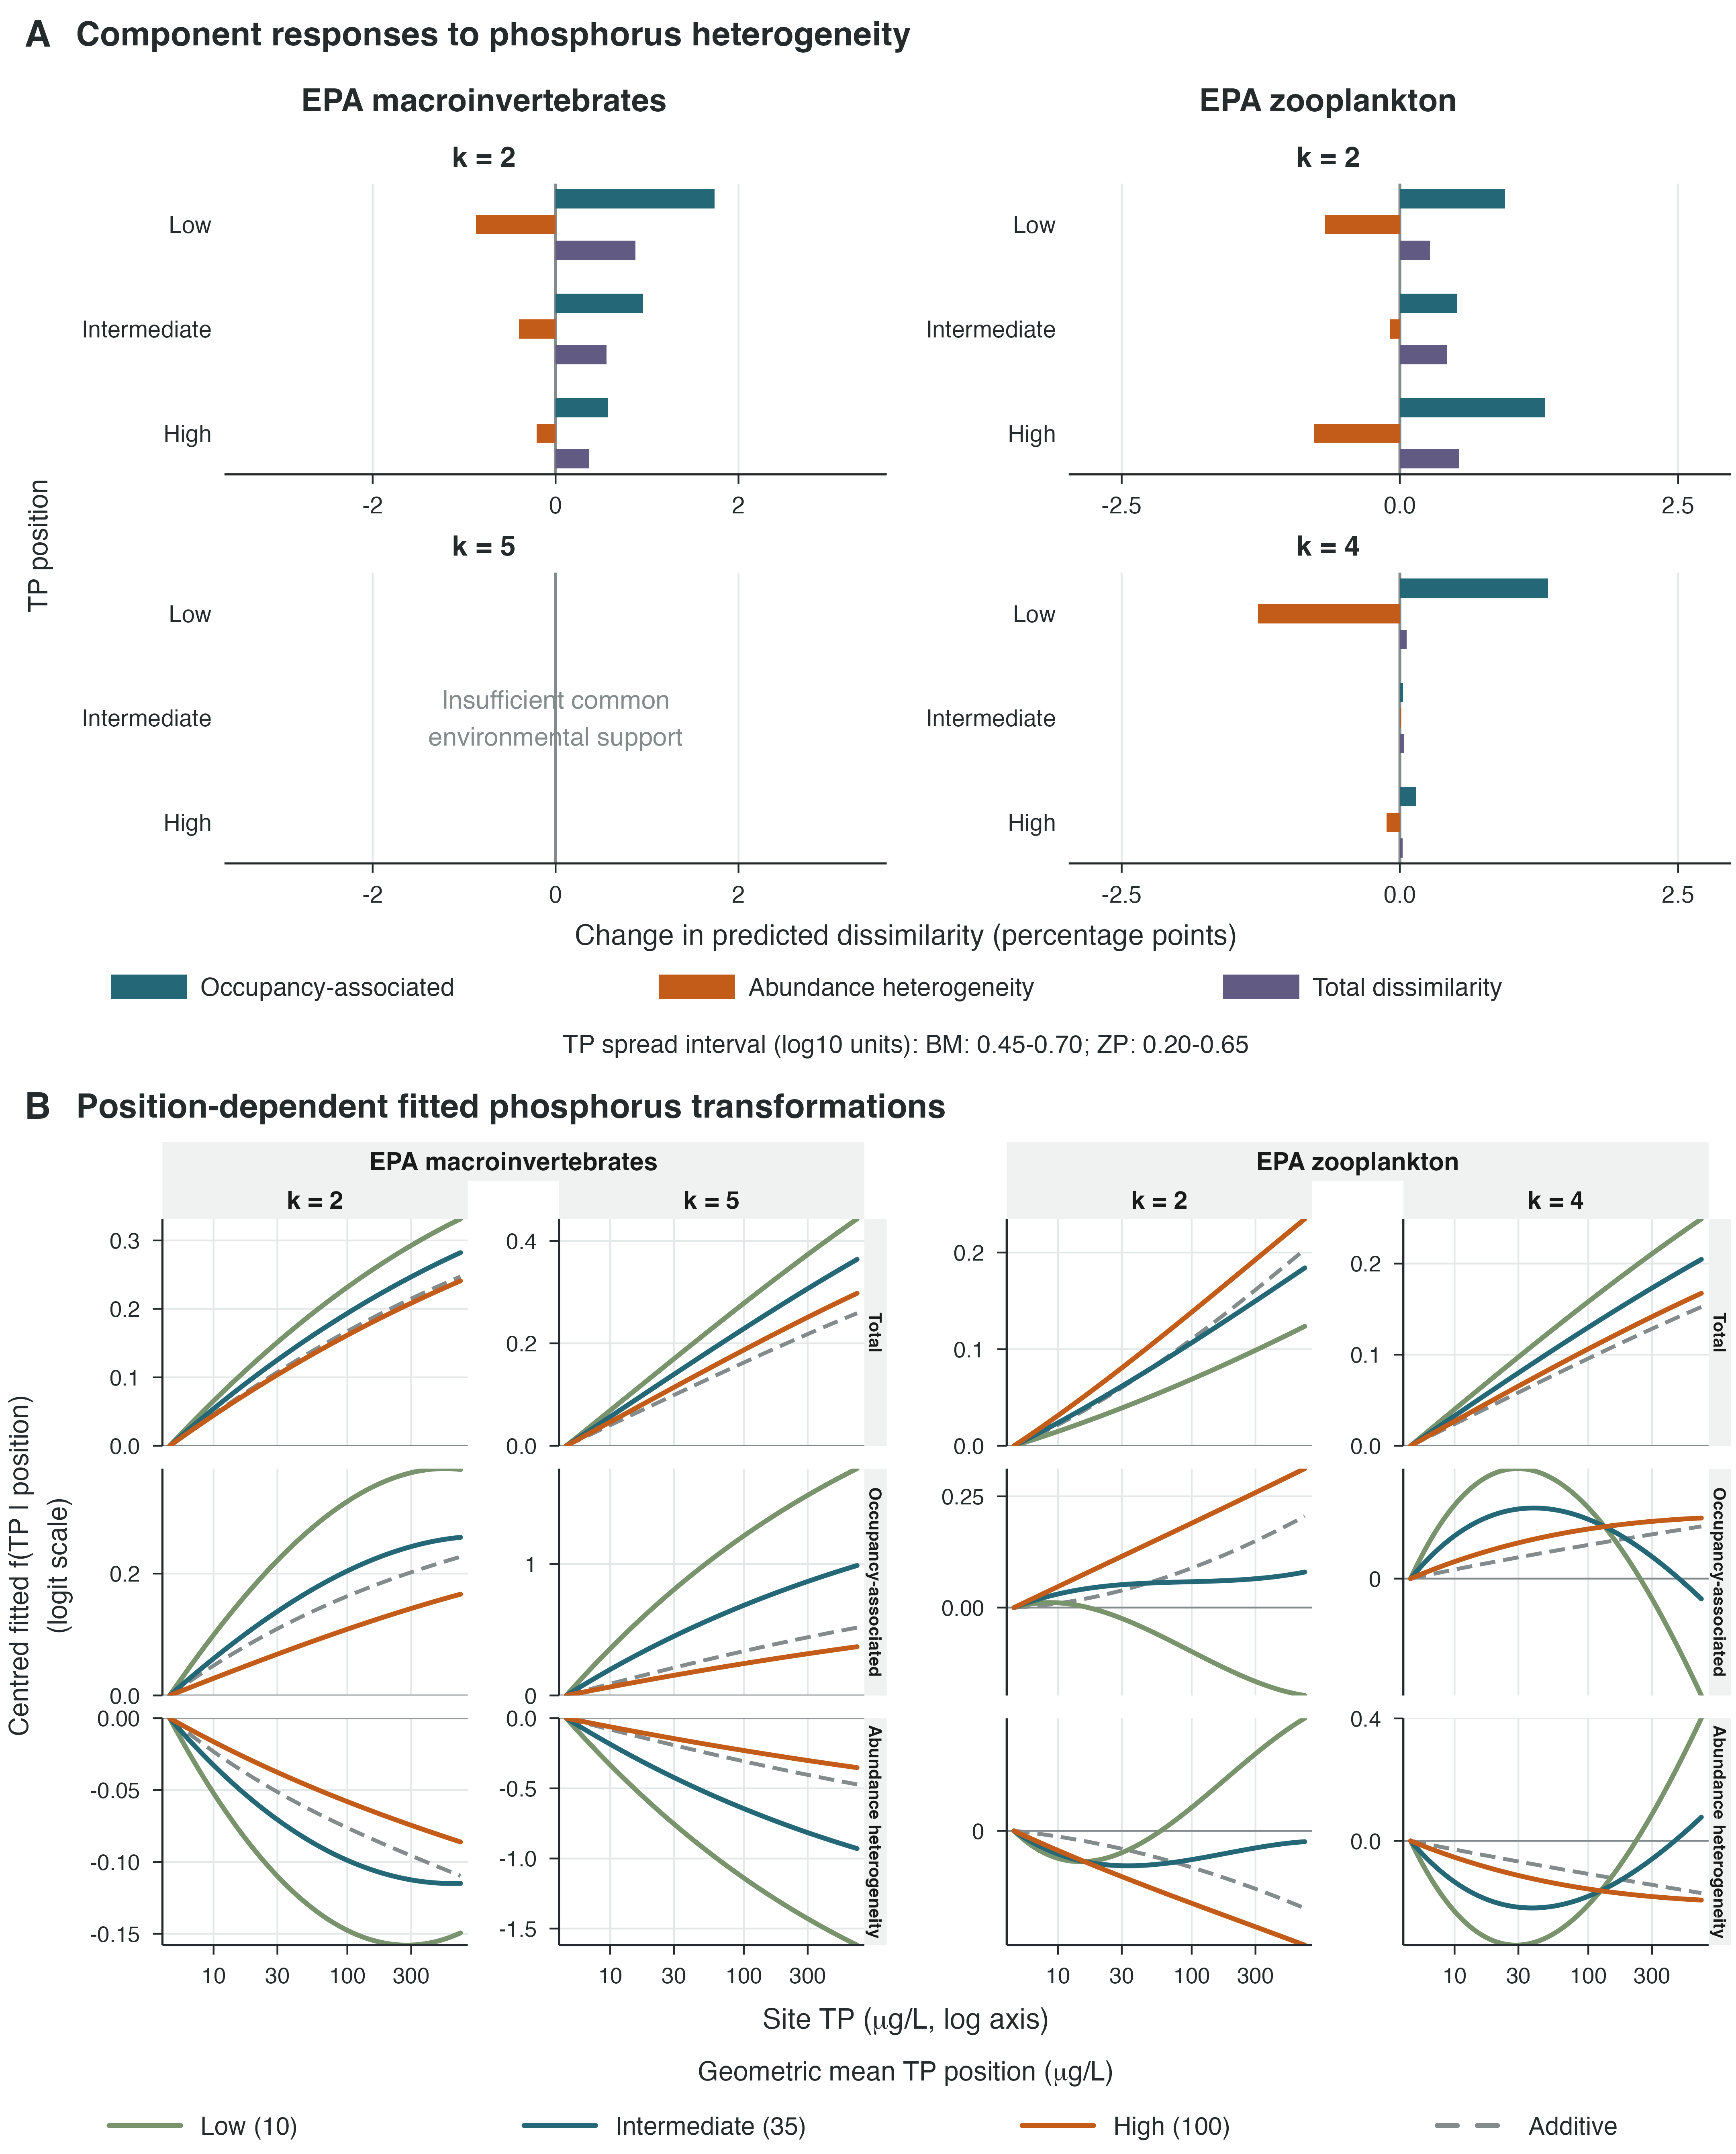 A Component responses to phosphorus heterogeneity
EPA macroinvertebrates
EPA zooplankton
k = 2
k = 2
TP position
Low
Intermediate
High
-2 0 2
Low
Intermediate
High
-2.5 0.0 2.5
k = 5
k = 4
Low
Intermediate
High
Insufficient common
environmental support
-2 0 2
Low
Intermediate
High
-2.5 0.0 2.5
Change in predicted dissimilarity (percentage points)
Occupancy-associated Abundance heterogeneity Total dissimilarity
TP spread interval (log10 units): BM: 0.45-0.70; ZP: 0.20-0.65
B Position-dependent fitted phosphorus transformations
EPA macroinvertebrates
EPA zooplankton
k = 2 k = 5 k = 2 k = 4
Centred fitted f(TP | position)
(logit scale)
0.3
0.2
0.1
0.0
0.4
0.2
0.0
Total
0.2
0.1
0.0
0.2
0.1
0.0
Total
0.2
0.0
1
0
Occupancy-associated
0.25
0.00
0
Occupancy-associated
0.00
-0.05
-0.10
-0.15
0.0
-0.5
-1.0
-1.5
Abundance heterogeneity
0
0.4
0.0
Abundance heterogeneity
10 30 100 300
10 30 100 300
10 30 100 300
10 30 100 300
Site TP (μg/L, log axis)
Geometric mean TP position (μg/L)
Low (10) Intermediate (35) High (100) Additive